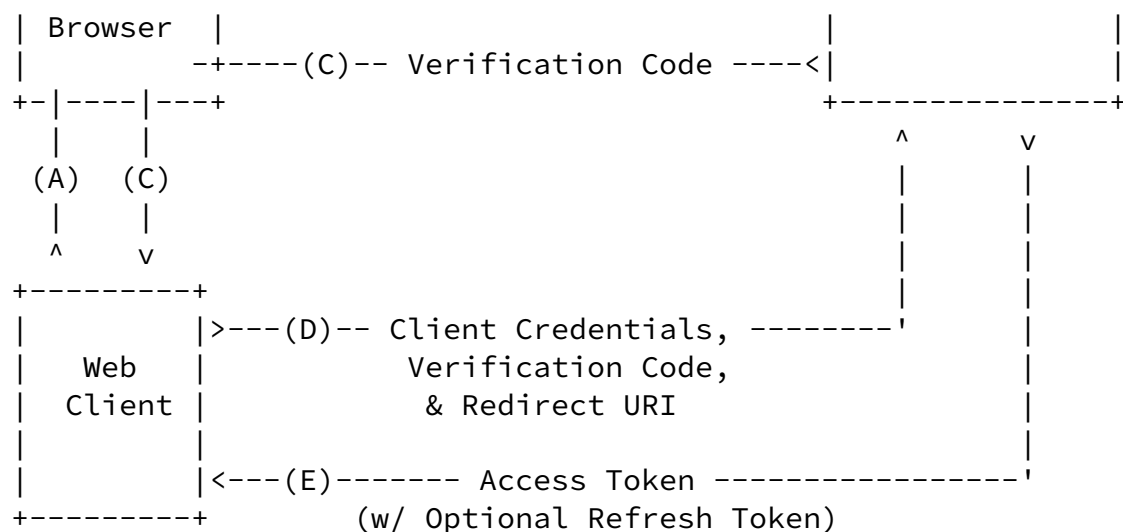 Browser
(C) Verification Code
(A) (C)
(D) Client Credentials,
Web Verification Code,
Client & Redirect URI
(E) Access Token
(w/ Optional Refresh Token)